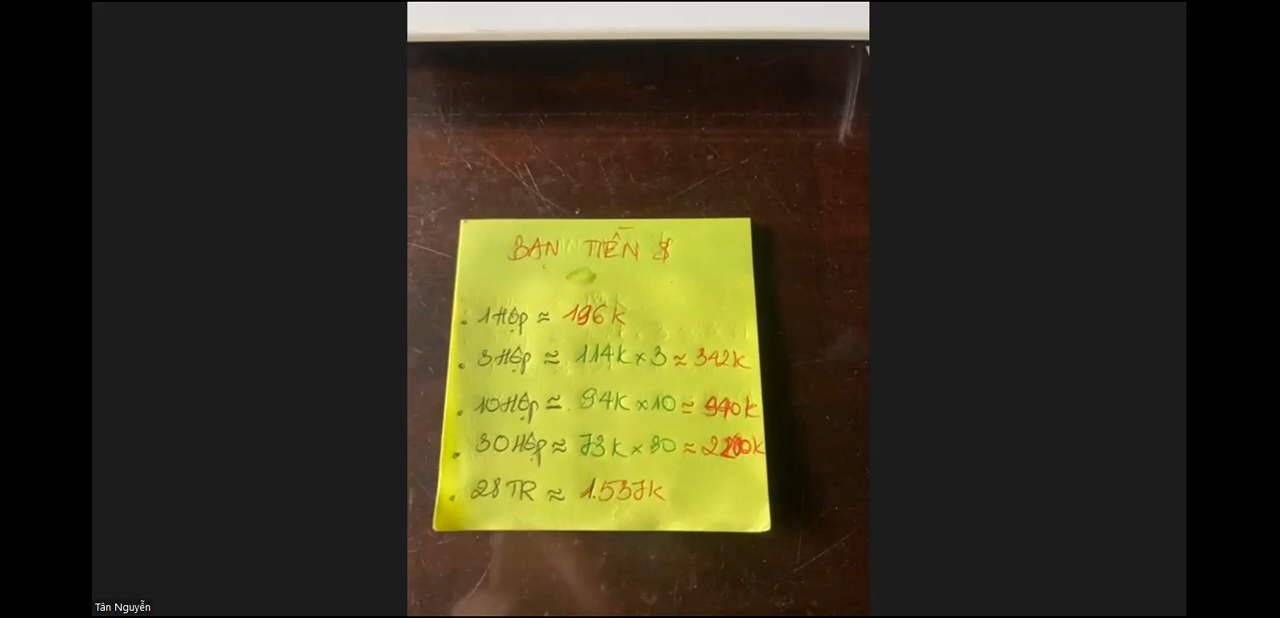 BẠN TIỀN $
. 1 Hộp ≈ 196K
. 3 Hộp ≈ 114K x 3 ≈ 342K
. 10 Hộp ≈ 94K x 10 ≈ 940K
. 30 Hộp ≈ 73K x 30 ≈
. 28 TR ≈ 1.537K
Tân Nguyễn